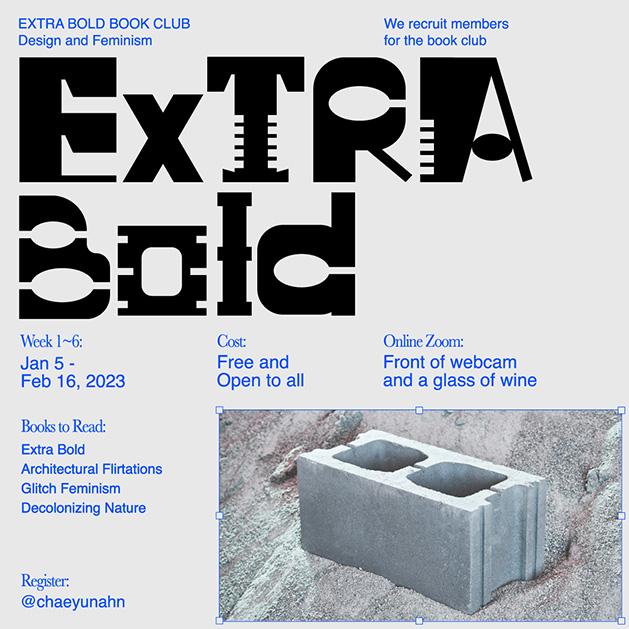 EXTRA BOLD BOOK CLUB
Design and Feminism
We recruit members
for the book club
ExTRA
Bold
Week 1~6:
Jan 5 -
Feb 16, 2023
Cost:
Free and
Open to all
Online Zoom:
Front of webcam
and a glass of wine
Books to Read:
Extra Bold
Architectural Flirtations
Glitch Feminism
Decolonizing Nature
Register:
@chaeyunahn